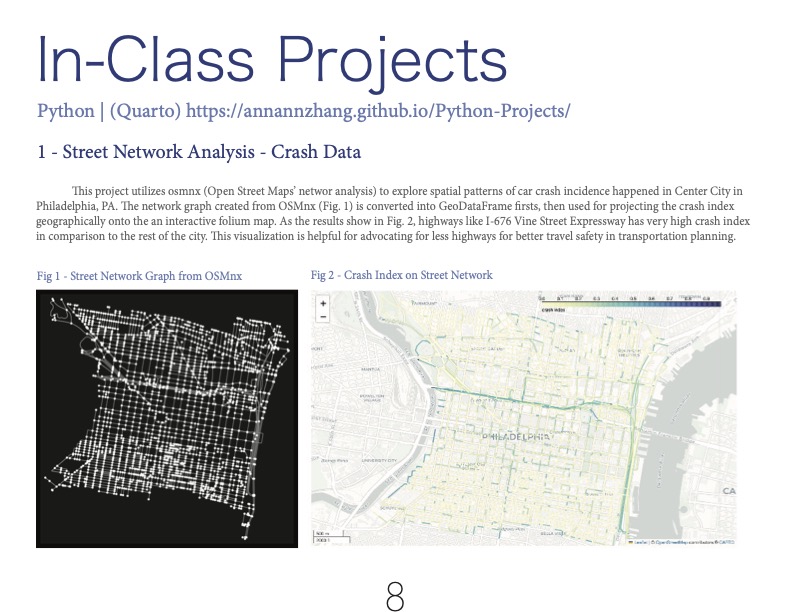 In-Class Projects
Python | (Quarto) https://annannzhang.github.io/Python-Projects/
1 - Street Network Analysis - Crash Data
This project utilizes osmnx (Open Street Maps' networ analysis) to explore spatial patterns of car crash incidence happened in Center City in
Philadelphia, PA. The network graph created from OSMnx (Fig. 1) is converted into GeoDataFrame firsts, then used for projecting the crash index
geographically onto the an interactive folium map. As the results show in Fig. 2, highways like I-676 Vine Street Expressway has very high crash index
in comparison to the rest of the city. This visualization is helpful for advocating for less highways for better travel safety in transportation planning.
Fig 1 - Street Network Graph from OSMnx
Fig 2 - Crash Index on Street Network
+
−
crash index
MANTUA
UNIVERSITY CITY
PHILADELPHIA
CA
8